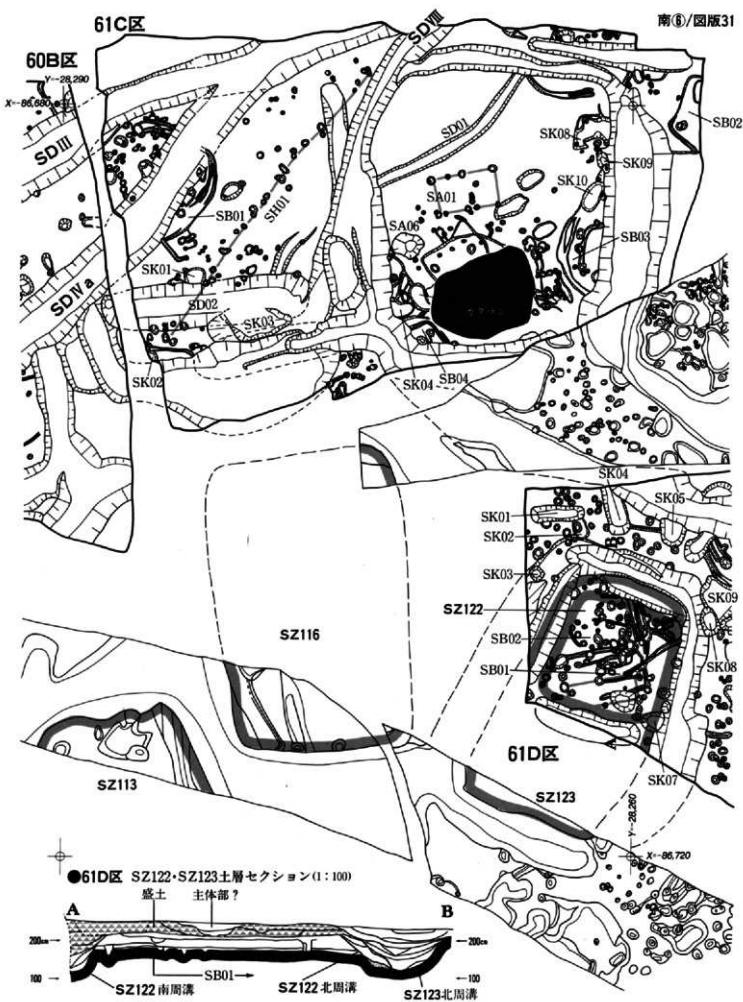 南⑥/図版31
61C区
60B区
Y=-28,290
X=-86,680
SDVIII
SDIII
SD01
SK08
SB02
SK09
SK10
SA01
SH01
SB01
SA06
SB03
SK01
SDIVa
SD02
SK03
SK02
SK04
SB04
SK04
SK05
SK01
SK02
SK03
SK09
SZ122
SZ116
SB02
SK08
SB01
61D区
SK07
SZ113
SZ123
Y=-28,260
X=-86,720
●61D区 SZ122・SZ123土層セクション(1:100)
盛土 主体部?
A B
200cm 200cm
SB01
100 100
SZ122南周溝 SZ122北周溝 SZ123北周溝